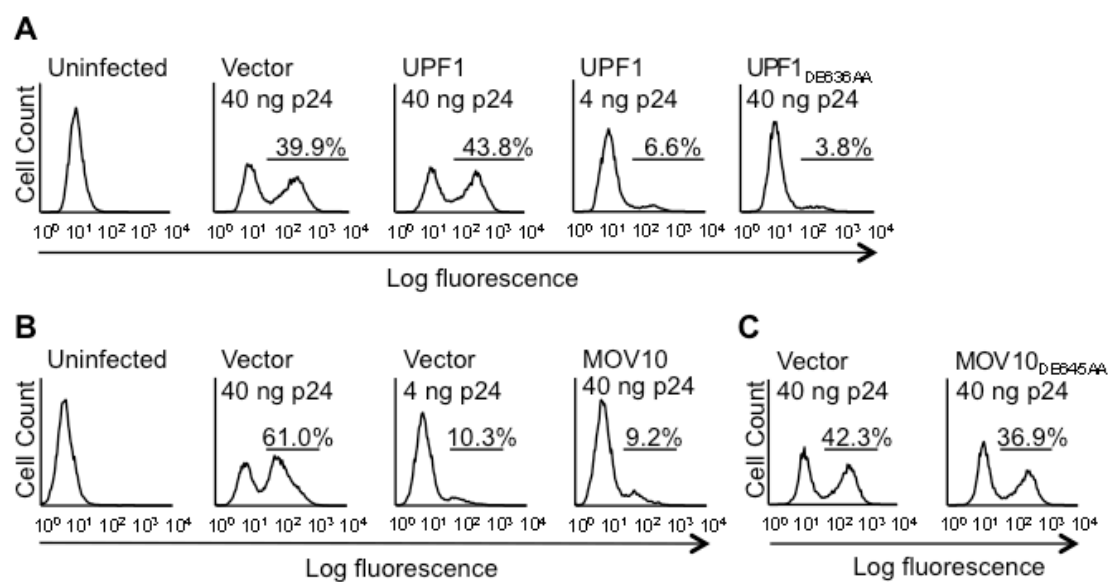 A
Uninfected
Vector
40 ng p24
UPF1
40 ng p24
UPF1
4 ng p24
UPF1DE636AA
40 ng p24
39.9%
43.8%
6.6%
3.8%
Cell Count
10⁰ 10¹ 10² 10³ 10⁴
10⁰ 10¹ 10² 10³ 10⁴
10⁰ 10¹ 10² 10³ 10⁴
10⁰ 10¹ 10² 10³ 10⁴
10⁰ 10¹ 10² 10³ 10⁴
Log fluorescence
B
Uninfected
Vector
40 ng p24
Vector
4 ng p24
MOV10
40 ng p24
61.0%
10.3%
9.2%
Cell Count
10⁰ 10¹ 10² 10³ 10⁴
10⁰ 10¹ 10² 10³ 10⁴
10⁰ 10¹ 10² 10³ 10⁴
10⁰ 10¹ 10² 10³ 10⁴
Log fluorescence
C
Vector
40 ng p24
MOV10DE645AA
40 ng p24
42.3%
36.9%
Cell Count
10⁰ 10¹ 10² 10³ 10⁴
10⁰ 10¹ 10² 10³ 10⁴
Log fluorescence